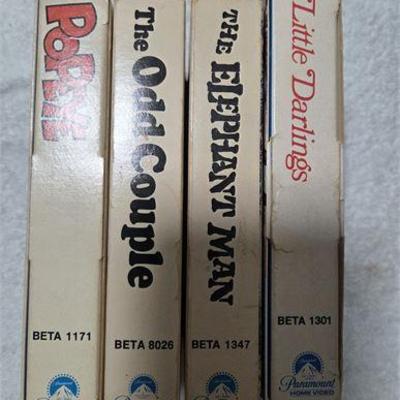 POPEYE
BETA 1171
The Odd Couple
BETA 8026
THE ELEPHANT MAN
BETA 1347
Little Darlings
BETA 1301
Paramount
HOME VIDEO